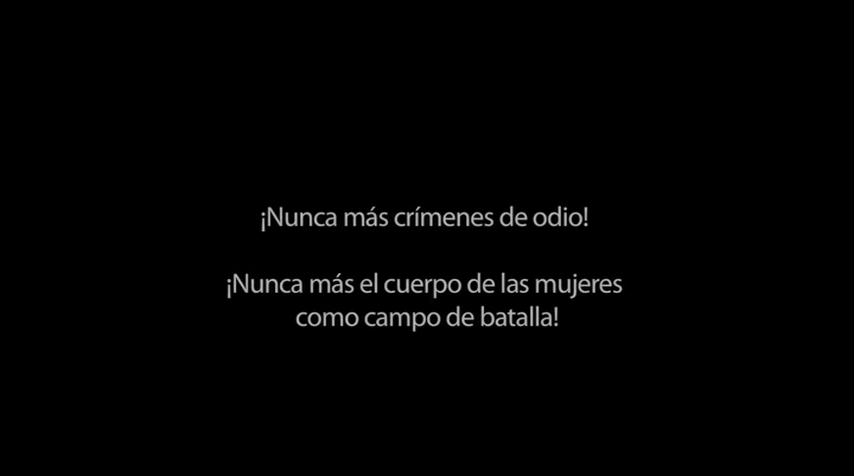 ¡Nunca más crímenes de odio!
¡Nunca más el cuerpo de las mujeres
como campo de batalla!